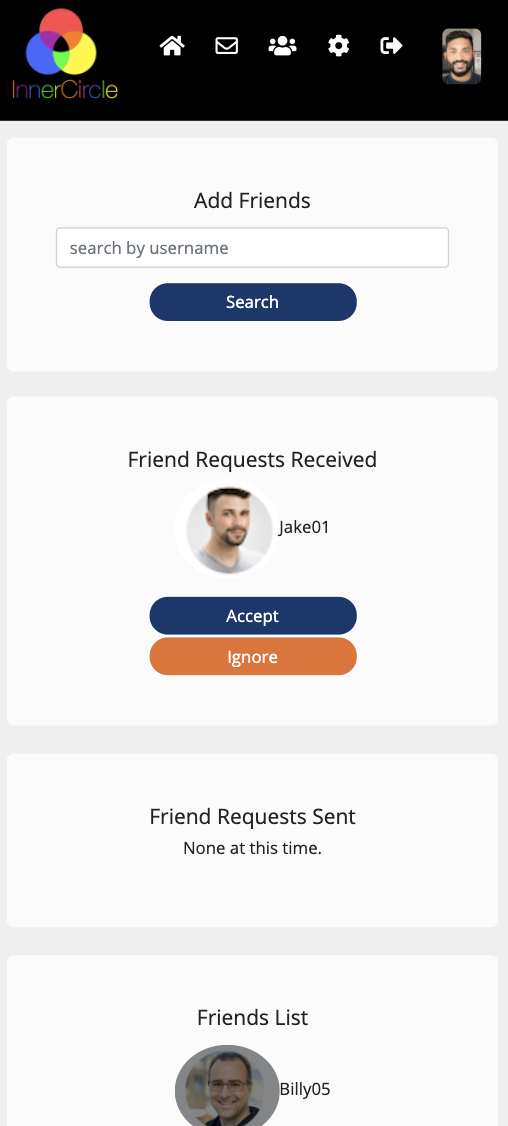 InnerCircle
Add Friends
search by username
Search
Friend Requests Received
Jake01
Accept
Ignore
Friend Requests Sent
None at this time.
Friends List
Billy05